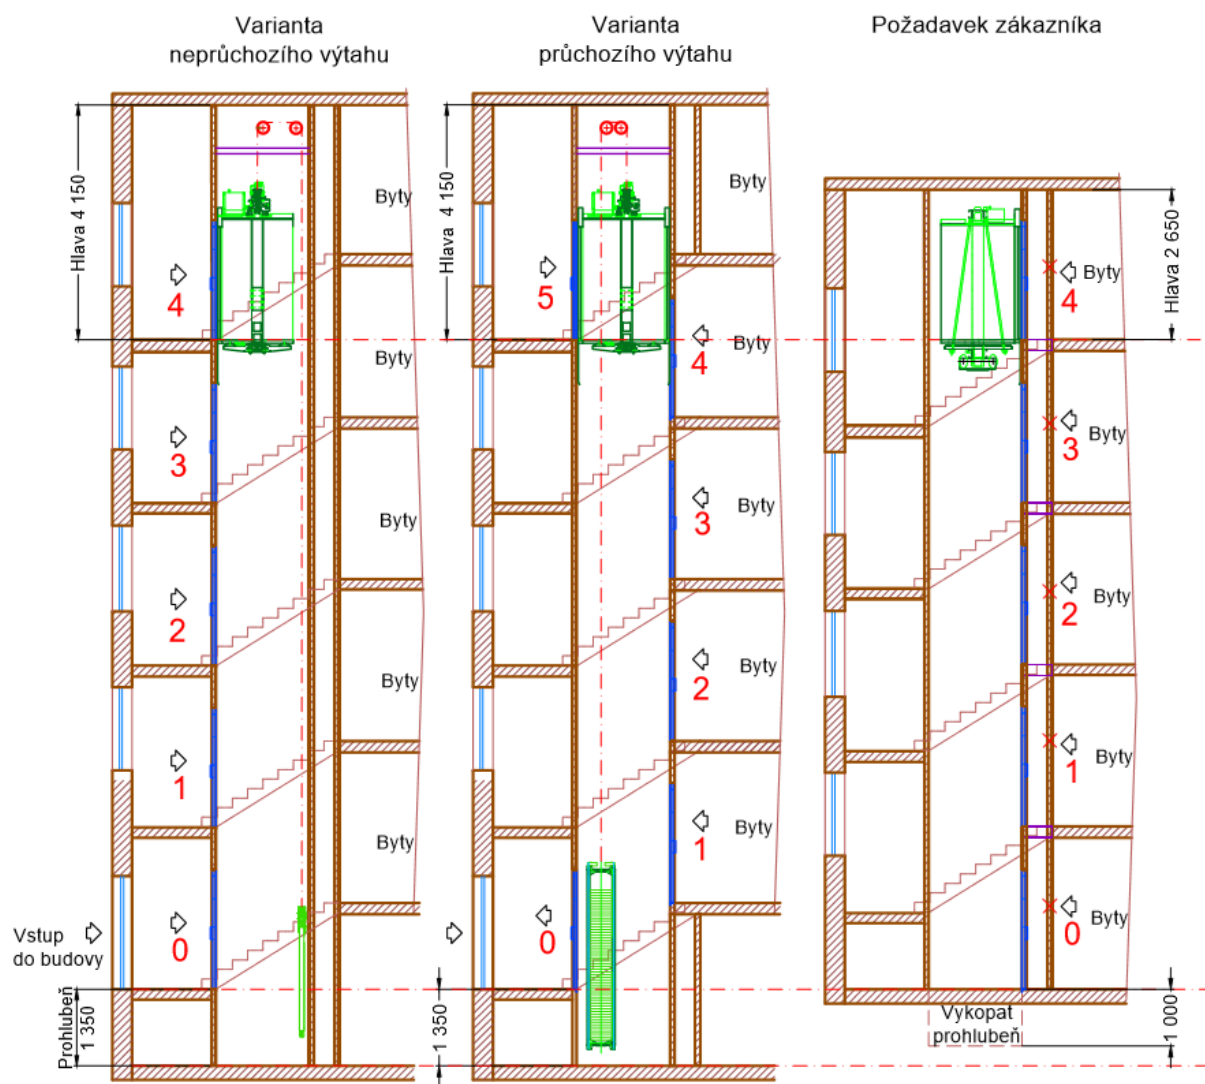 Varianta
neprůchozího výtahu
Varianta
průchozího výtahu
Požadavek zákazníka
Hlava 4 150
Byty
4
Byty
3
Byty
2
Byty
1
Byty
0
Vstup
do budovy
Prohlubeň
1 350
Hlava 4 150
Byty
5
4
Byty
3
Byty
2
Byty
1
Byty
0
1 350
Hlava 2 650
Byty
4
3
Byty
2
Byty
1
Byty
0
Byty
Vykopat
prohlubeň
1 000